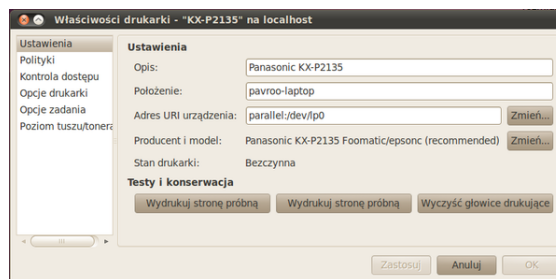 Właściwości drukarki - "KX-P2135" na localhost
Ustawienia
Polityki
Kontrola dostępu
Opcje drukarki
Opcje zadania
Poziom tuszu/tonera
Ustawienia
Opis: Panasonic KX-P2135
Położenie: pavroo-laptop
Adres URI urządzenia: parallel:/dev/lp0 Zmień...
Producent i model: Panasonic KX-P2135 Foomatic/epsonc (recommended) Zmień...
Stan drukarki: Bezczynna
Testy i konserwacja
Wydrukuj stronę próbną Wydrukuj stronę próbną Wyczyść głowice drukujące
Zastosuj Anuluj OK